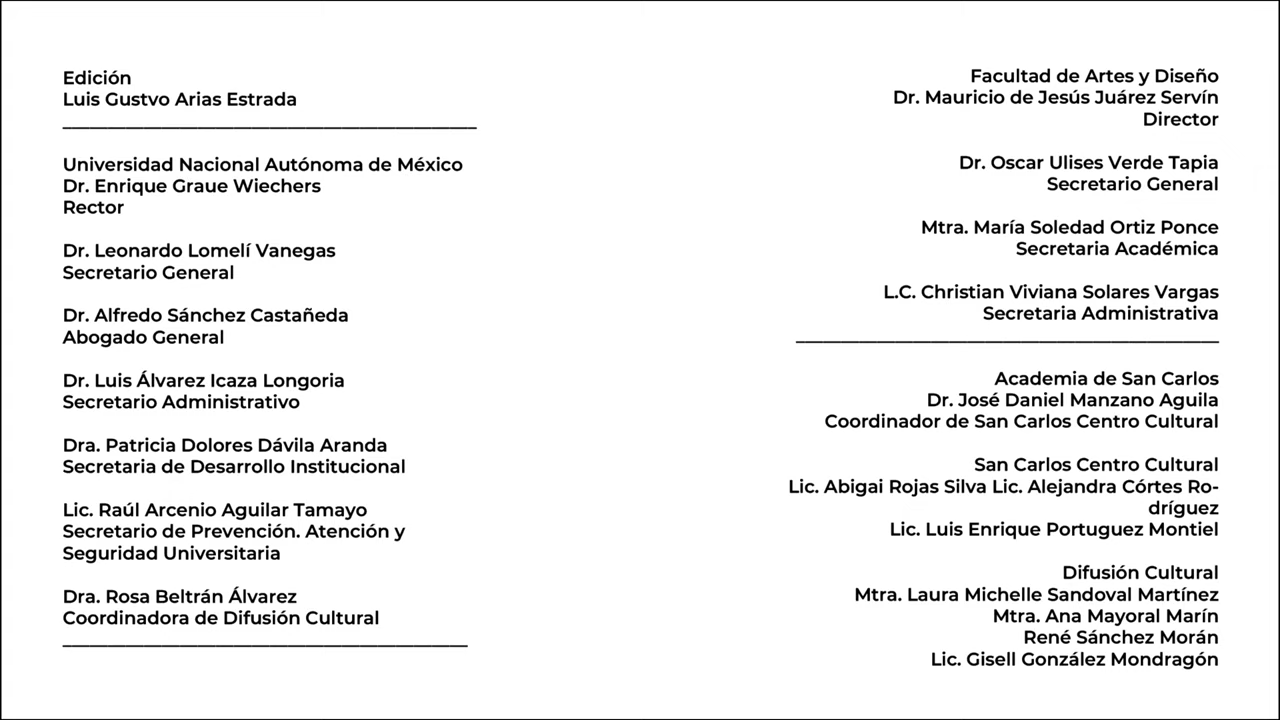 Edición
Luis Gustvo Arias Estrada
Universidad Nacional Autónoma de México
Dr. Enrique Graue Wiechers
Rector
Dr. Leonardo Lomelí Vanegas
Secretario General
Dr. Alfredo Sánchez Castañeda
Abogado General
Dr. Luis Álvarez Icaza Longoria
Secretario Administrativo
Dra. Patricia Dolores Dávila Aranda
Secretaria de Desarrollo Institucional
Lic. Raúl Arcenio Aguilar Tamayo
Secretario de Prevención. Atención y
Seguridad Universitaria
Dra. Rosa Beltrán Álvarez
Coordinadora de Difusión Cultural
Facultad de Artes y Diseño
Dr. Mauricio de Jesús Juárez Servín
Director
Dr. Oscar Ulises Verde Tapia
Secretario General
Mtra. María Soledad Ortiz Ponce
Secretaria Académica
L.C. Christian Viviana Solares Vargas
Secretaria Administrativa
Academia de San Carlos
Dr. José Daniel Manzano Aguila
Coordinador de San Carlos Centro Cultural
San Carlos Centro Cultural
Lic. Abigai Rojas Silva Lic. Alejandra Córtes Ro-
dríguez
Lic. Luis Enrique Portuguez Montiel
Difusión Cultural
Mtra. Laura Michelle Sandoval Martínez
Mtra. Ana Mayoral Marín
René Sánchez Morán
Lic. Gisell González Mondragón